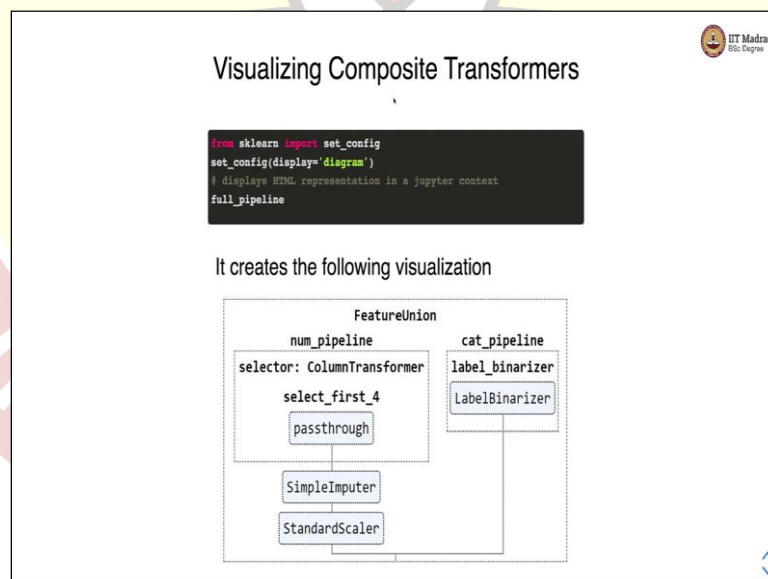 IIT Madras
BSc Degree
Visualizing Composite Transformers
from sklearn import set_config
set_config(display='diagram')
# displays HTML representation in a jupyter context
full_pipeline
It creates the following visualization
FeatureUnion
num_pipeline
cat_pipeline
selector: ColumnTransformer
label_binarizer
select_first_4
LabelBinarizer
passthrough
SimpleImputer
StandardScaler